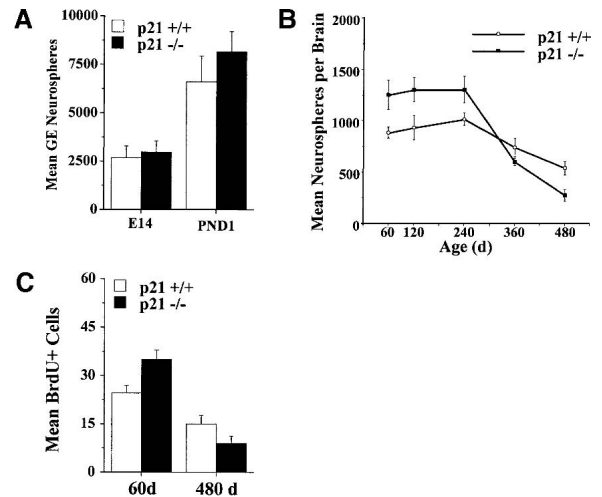 A
10000
7500
5000
2500
0
Mean GE Neurospheres
p21 +/+
p21 -/-
E14
PND1
B
2000
1500
1000
500
0
Mean Neurospheres per Brain
p21 +/+
p21 -/-
60 120 240 360 480
Age (d)
C
60
45
30
15
0
Mean BrdU+ Cells
p21 +/+
p21 -/-
60d
480 d